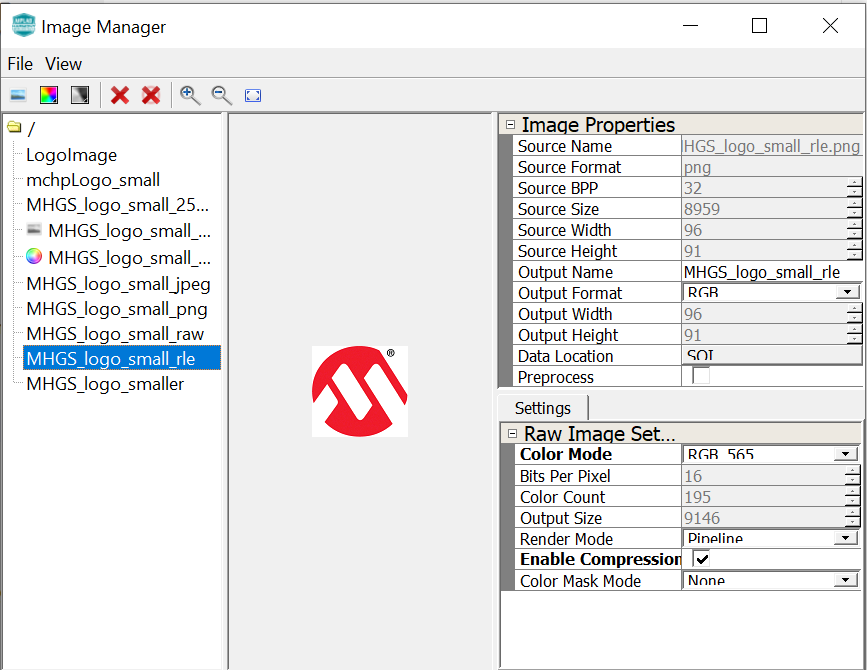 Image Manager
File View
/
LogoImage
mchpLogo_small
MHGS_logo_small_25...
MHGS_logo_small_...
MHGS_logo_small_...
MHGS_logo_small_jpeg
MHGS_logo_small_png
MHGS_logo_small_raw
MHGS_logo_small_rle
MHGS_logo_smaller
®
Image Properties
Source Name HGS_logo_small_rle.png
Source Format png
Source BPP 32
Source Size 8959
Source Width 96
Source Height 91
Output Name MHGS_logo_small_rle
Output Format RGB
Output Width 96
Output Height 91
Data Location
Preprocess
Settings
Raw Image Set...
Color Mode RGB_565
Bits Per Pixel 16
Color Count 195
Output Size 9146
Render Mode Pipeline
Enable Compression
Color Mask Mode None